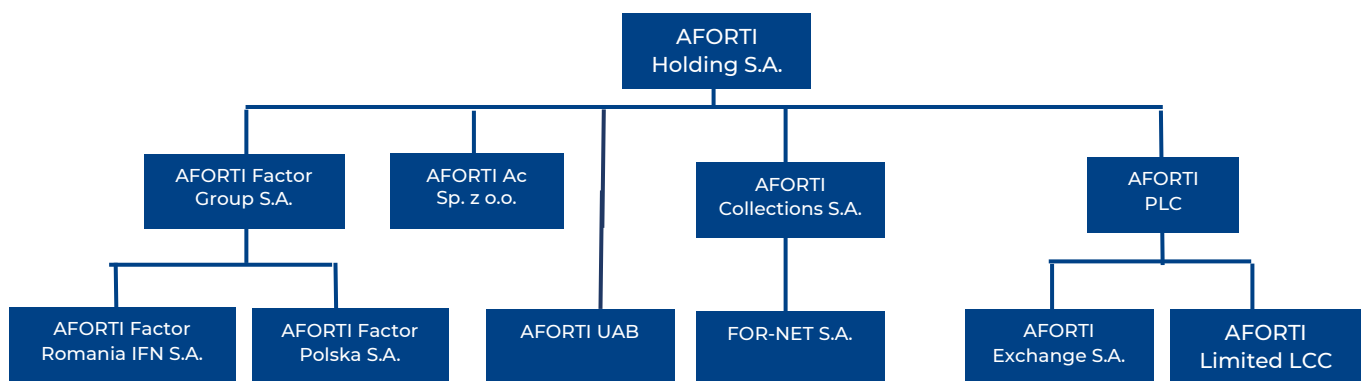 AFORTI
Holding S.A.
AFORTI Factor
Group S.A.
AFORTI Ac
Sp. z o.o.
AFORTI
Collections S.A.
AFORTI
PLC
AFORTI Factor
Romania IFN S.A.
AFORTI Factor
Polska S.A.
AFORTI UAB
FOR-NET S.A.
AFORTI
Exchange S.A.
AFORTI
Limited LCC